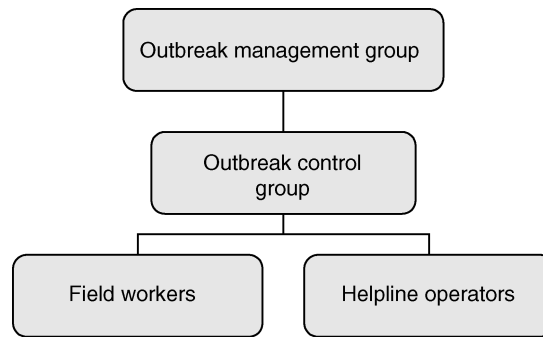 Outbreak management group
Outbreak control
group
Field workers
Helpline operators